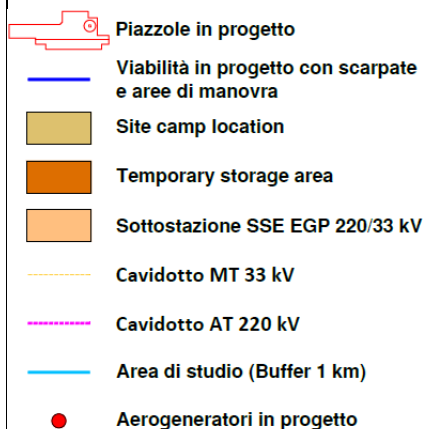 Piazzole in progetto
Viabilità in progetto con scarpate
e aree di manovra
Site camp location
Temporary storage area
Sottostazione SSE EGP 220/33 kV
Cavidotto MT 33 kV
Cavidotto AT 220 kV
Area di studio (Buffer 1 km)
Aerogeneratori in progetto